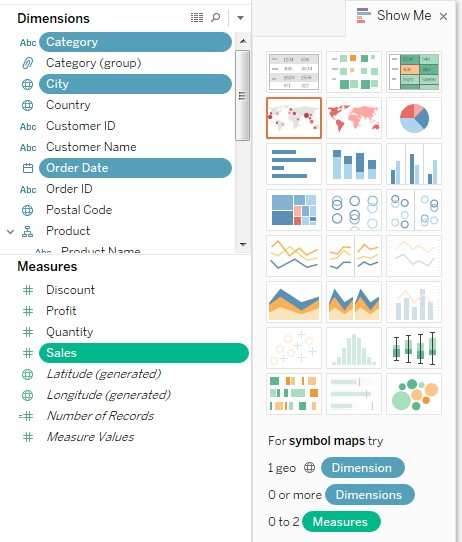 Dimensions
Show Me
Abc Category
Category (group)
City
Country
Abc Customer ID
Abc Customer Name
Order Date
Abc Order ID
Postal Code
Product
Abc Product Name
Measures
Discount
Profit
Quantity
Sales
Latitude (generated)
Longitude (generated)
Number of Records
Measure Values
For symbol maps try
1 geo Dimension
0 or more Dimensions
0 to 2 Measures